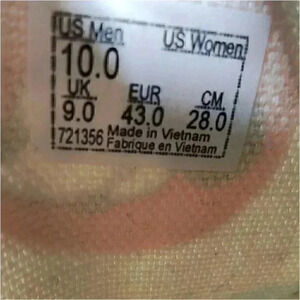 US Men US Women
10.0
UK EUR CM
9.0 43.0 28.0
721356 Made in Vietnam
Fabrique en Vietnam